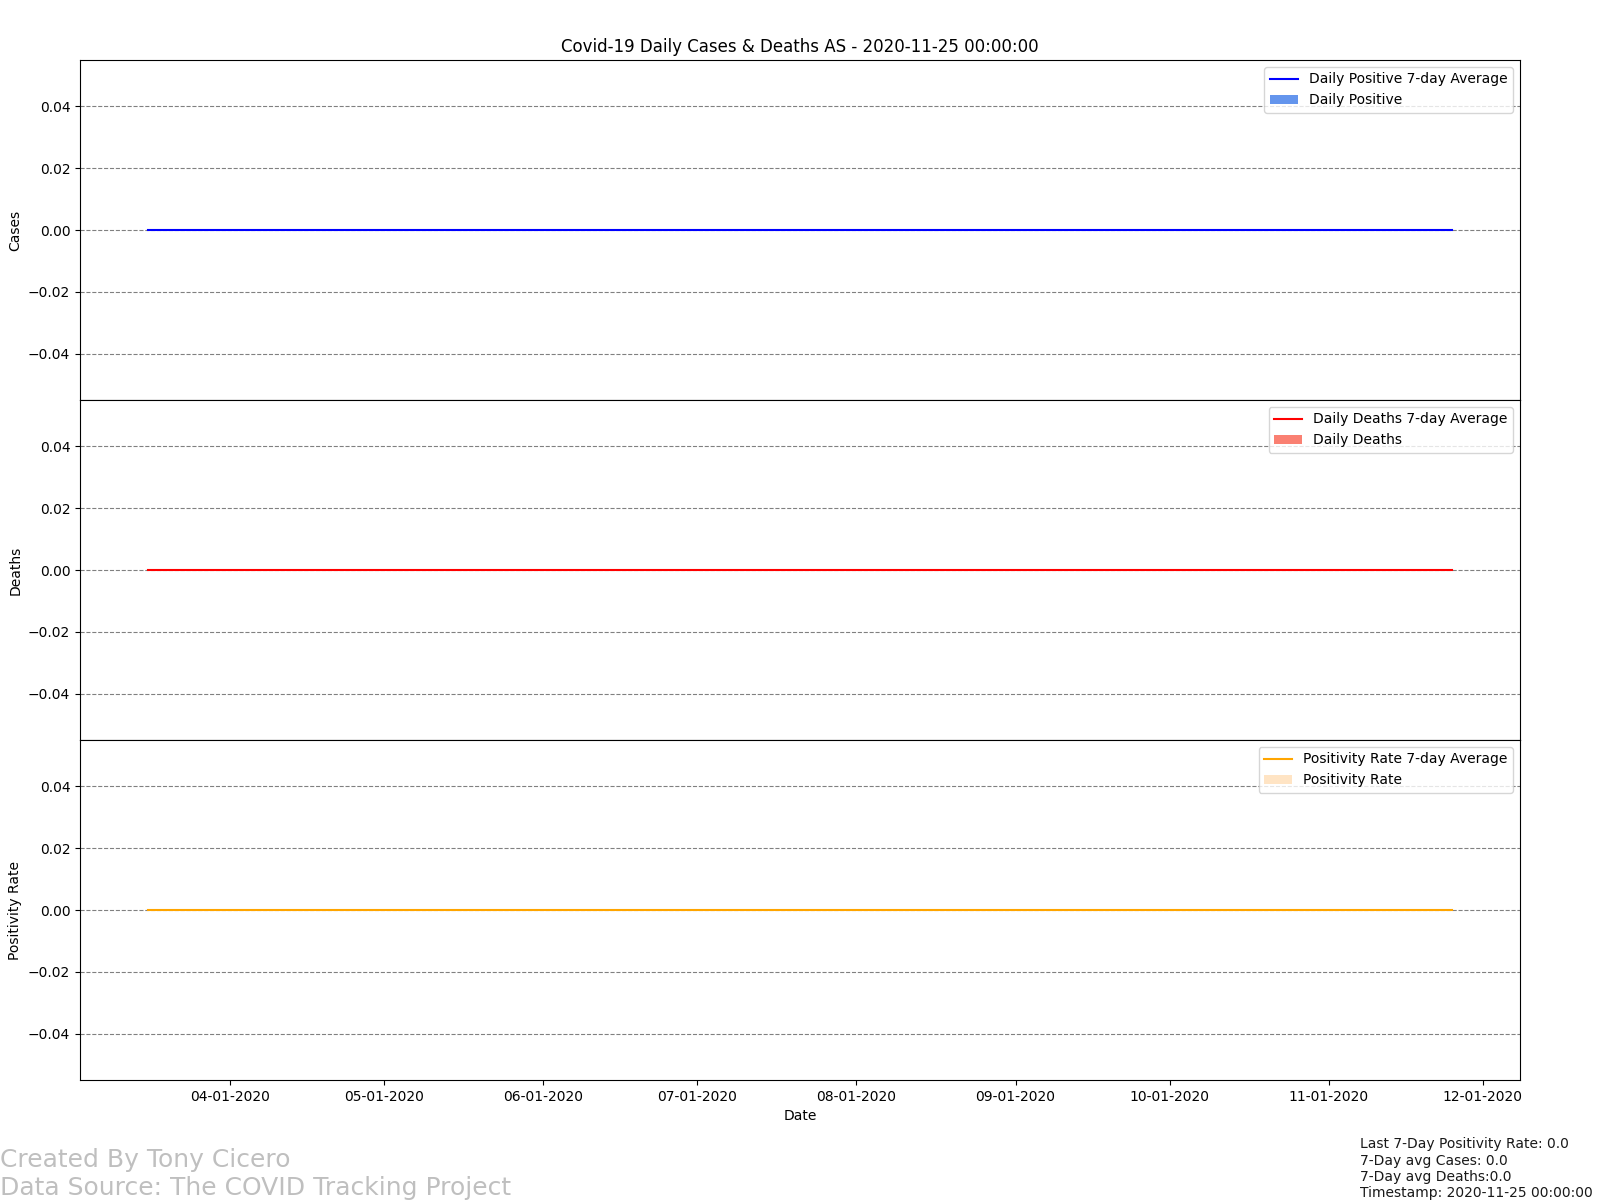 Covid-19 Daily Cases & Deaths AS - 2020-11-25 00:00:00
Daily Positive 7-day Average
Daily Positive
0.04
0.02
0.00
−0.02
−0.04
Cases
Daily Deaths 7-day Average
Daily Deaths
0.04
0.02
0.00
−0.02
−0.04
Deaths
Positivity Rate 7-day Average
Positivity Rate
0.04
0.02
0.00
−0.02
−0.04
Positivity Rate
04-01-2020 05-01-2020 06-01-2020 07-01-2020 08-01-2020 09-01-2020 10-01-2020 11-01-2020 12-01-2020
Date
Created By Tony Cicero
Data Source: The COVID Tracking Project
Last 7-Day Positivity Rate: 0.0
7-Day avg Cases: 0.0
7-Day avg Deaths:0.0
Timestamp: 2020-11-25 00:00:00